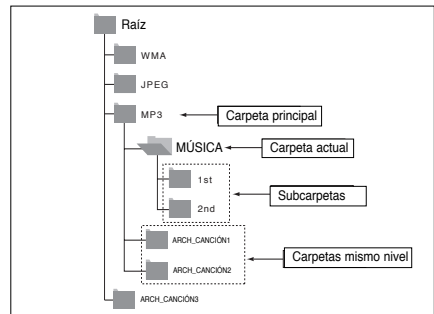 Raíz
WMA
JPEG
MP3
Carpeta principal
MÚSICA
Carpeta actual
1st
Subcarpetas
2nd
ARCH_CANCIÓN1
Carpetas mismo nivel
ARCH_CANCIÓN2
ARCH_CANCIÓN3